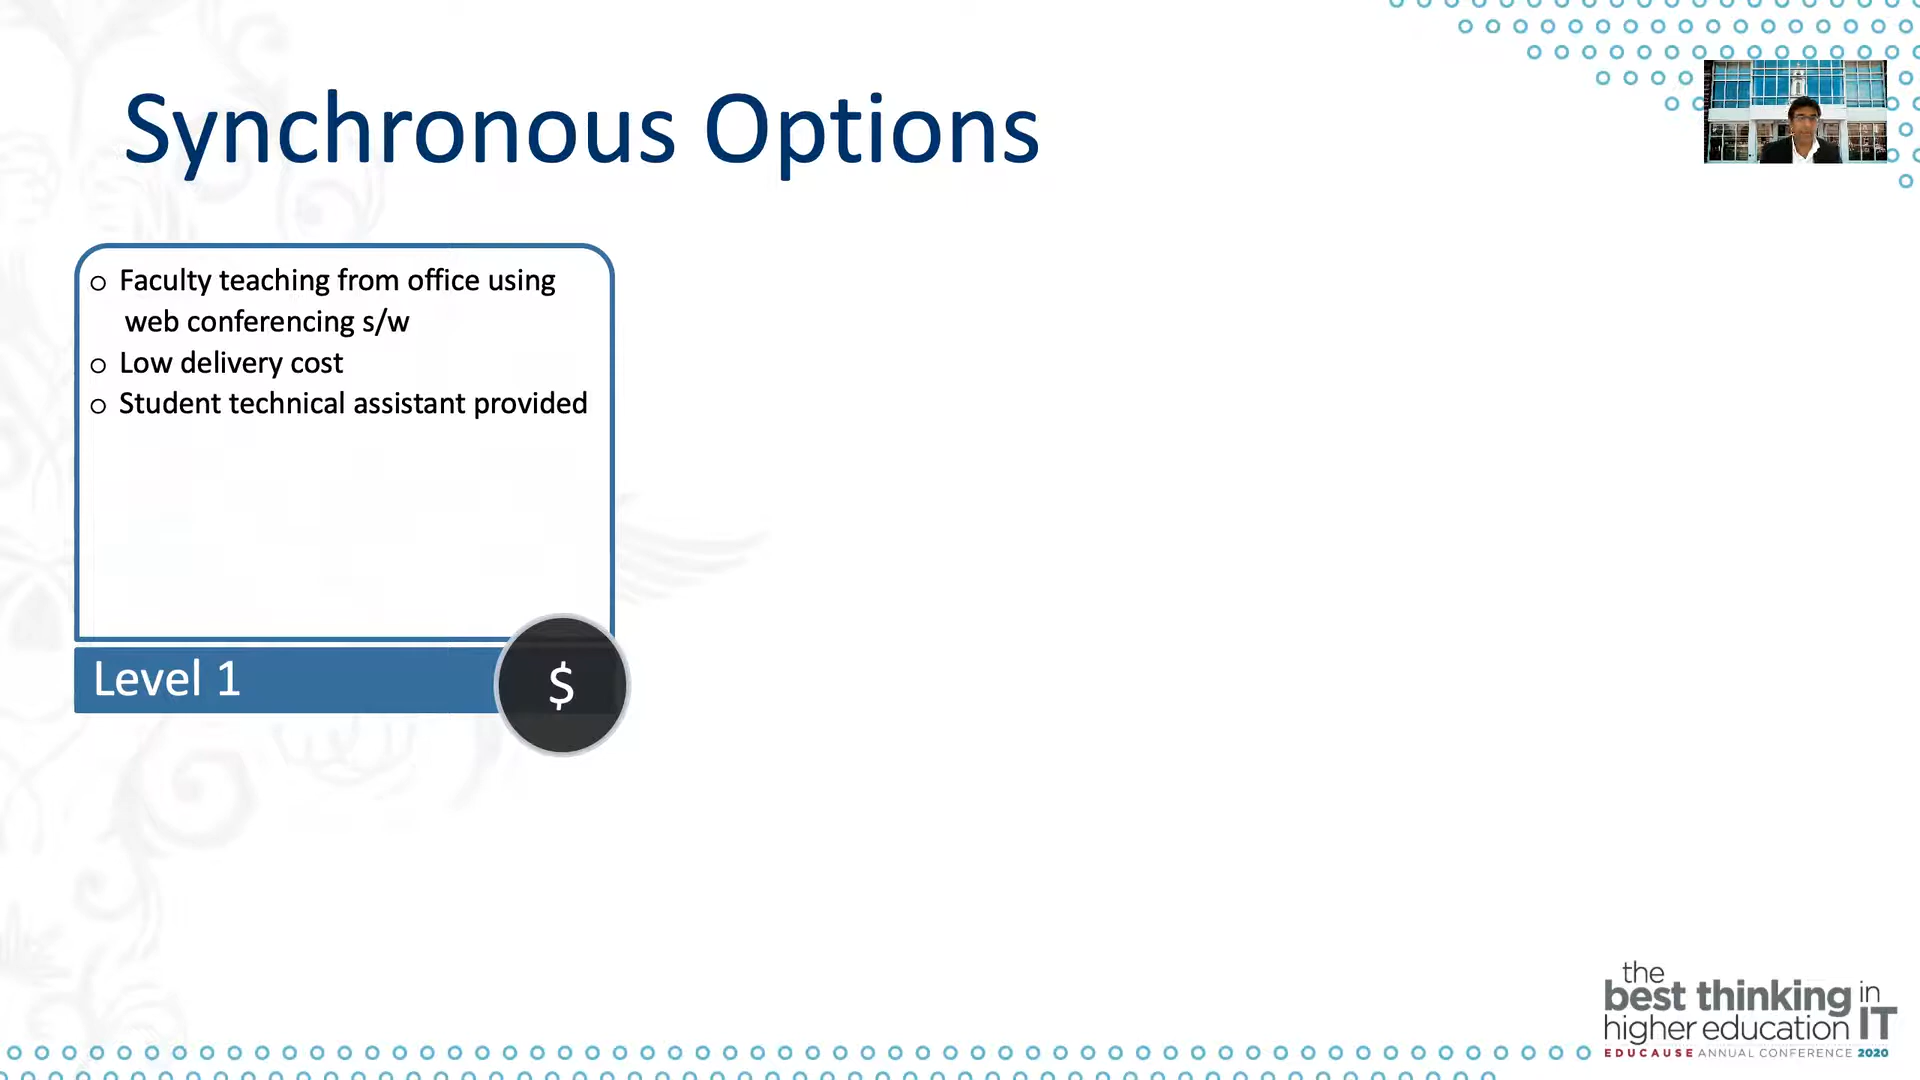 Synchronous Options
o Faculty teaching from office using
web conferencing s/w
o Low delivery cost
o Student technical assistant provided
Level 1
$
the
best thinking in
higher education IT
EDUCAUSE ANNUAL CONFERENCE 2020